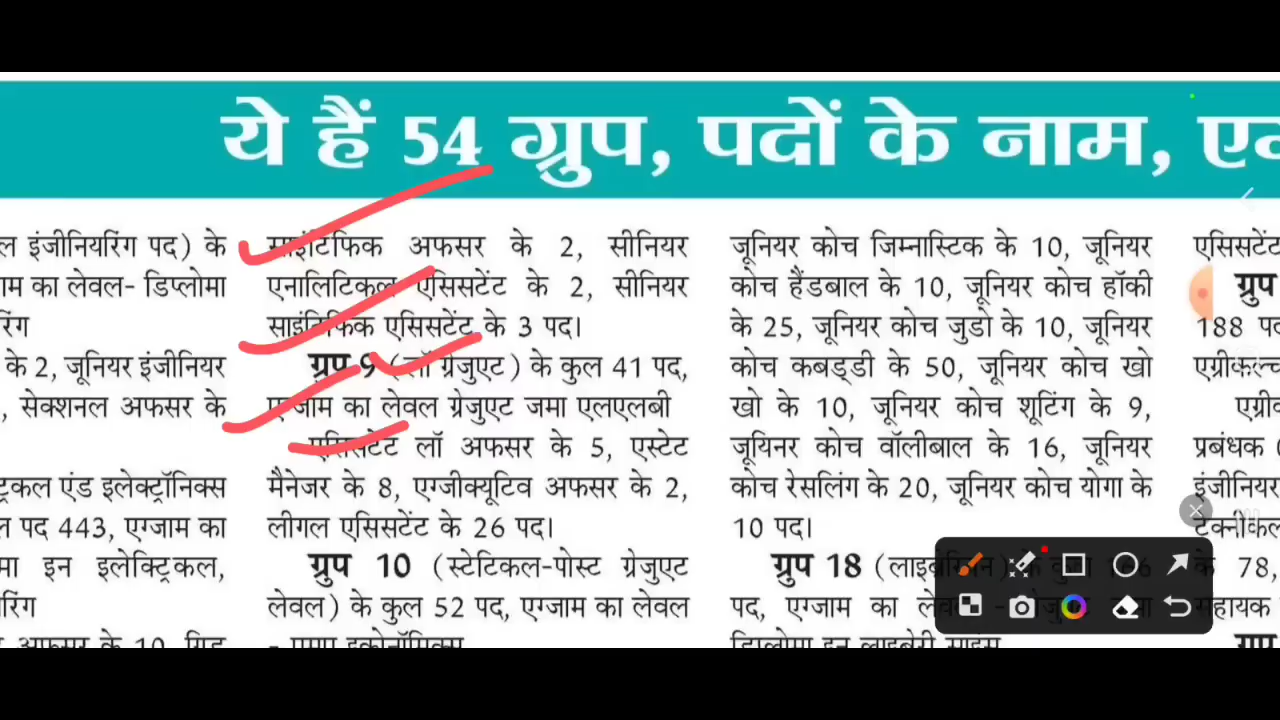 ये हैं 54 ग्रुप, पदों के नाम,
ल इंजीनियरिंग पद) के
ाम का लेवल- डिप्लोमा
रिंग
के 2, जूनियर इंजीनियर
, सेक्शनल अफसर के
ट्रकल एंड इलेक्ट्रॉनिक्स
ल पद 443, एग्जाम का
मा इन इलेक्ट्रिकल,
रिंग
साइंटिफिक अफसर के 2, सीनियर
एनालिटिकल एसिसटेंट के 2, सीनियर
साइंटिफिक एसिसटेंट के 3 पद।
ग्रुप 9 (लॉ ग्रेजुएट) के कुल 41 पद,
एग्जाम का लेवल ग्रेजुएट जमा एलएलबी
एसिसटेंट लॉ अफसर के 5, एस्टेट
मैनेजर के 8, एग्जीक्यूटिव अफसर के 2,
लीगल एसिसटेंट के 26 पद।
ग्रुप 10 (स्टेटिकल-पोस्ट ग्रेजुएट
लेवल) के कुल 52 पद, एग्जाम का लेवल
जूनियर कोच जिम्नास्टिक के 10, जूनियर
कोच हैंडबाल के 10, जूनियर कोच हॉकी
के 25, जूनियर कोच जुडो के 10, जूनियर
कोच कबड्डी के 50, जूनियर कोच खो
खो के 10, जूनियर कोच शूटिंग के 9,
जूयिनर कोच वॉलीबाल के 16, जूनियर
कोच रेसलिंग के 20, जूनियर कोच योगा के
10 पद।
ग्रुप 18 (लाइब्रेरियन) के
पद, एग्जाम का
एसिसटेंट
ग्रुप
188 पद
एग्रीकल्च
एग्री
प्रबंधक
इंजीनियर
टेक्नीकल
के 78,
सहायक